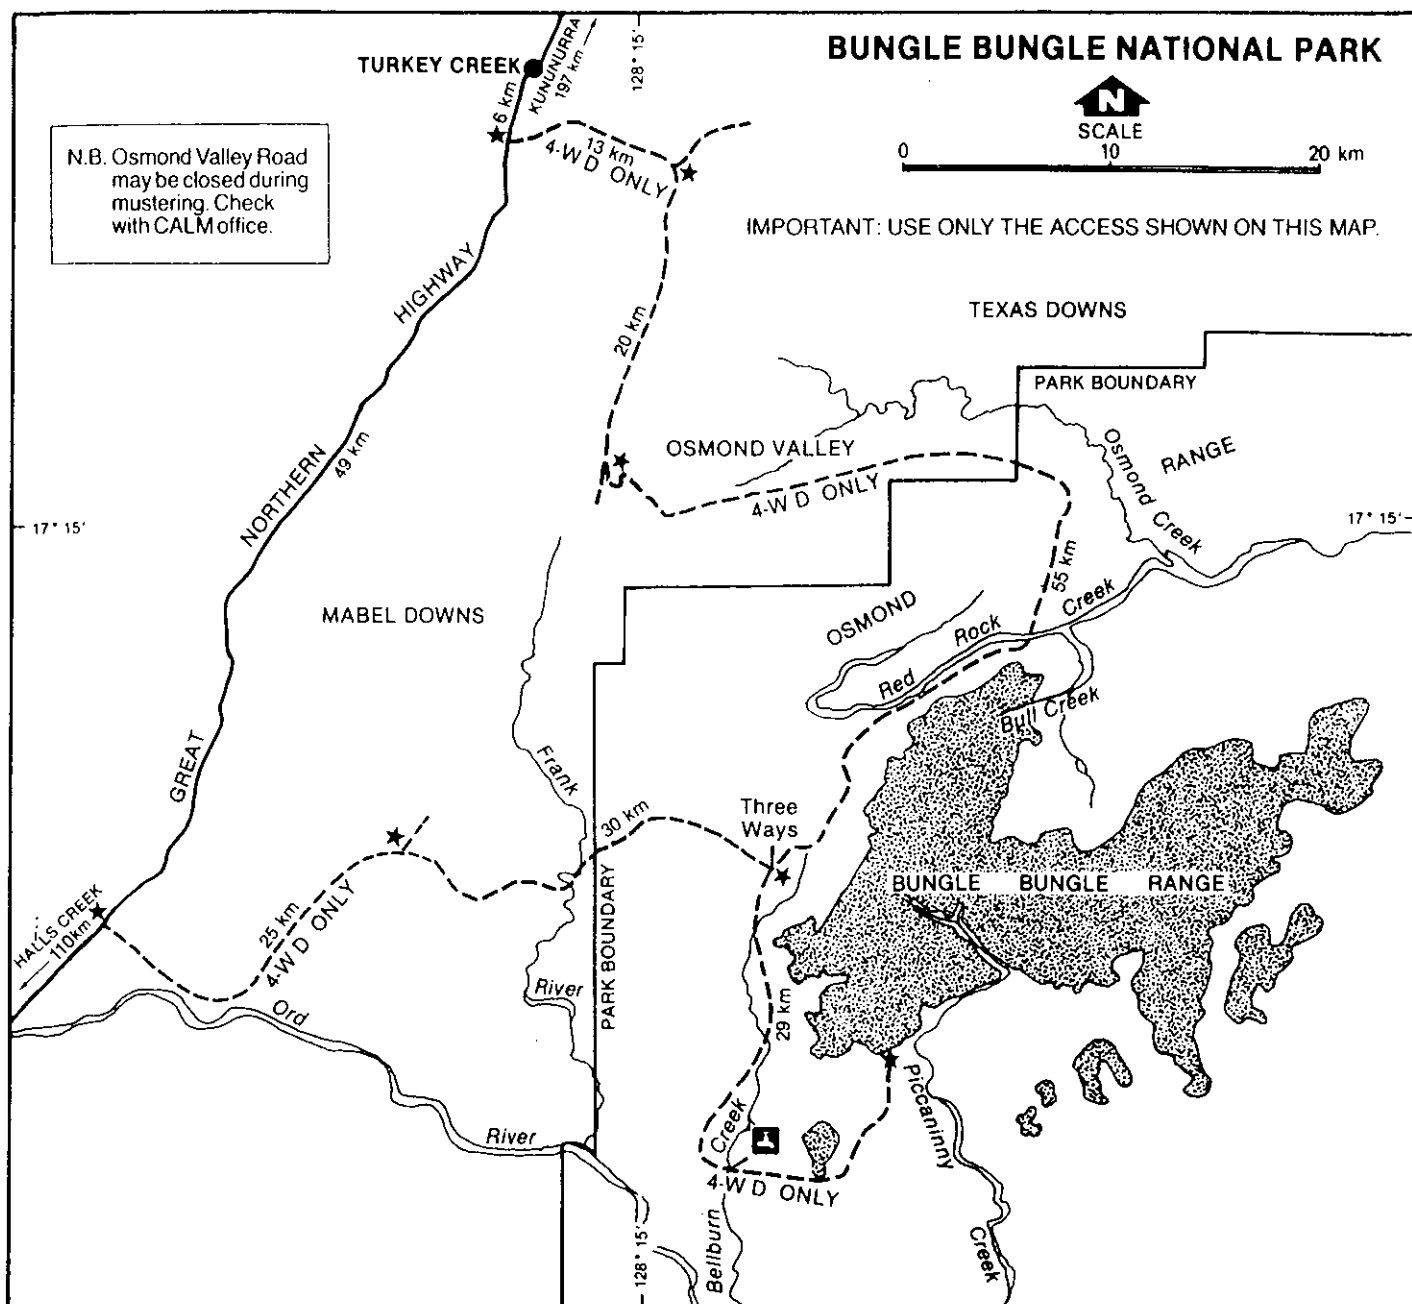 BUNGLE BUNGLE NATIONAL PARK
N
SCALE
0 10 20 km
IMPORTANT: USE ONLY THE ACCESS SHOWN ON THIS MAP.
TURKEY CREEK
6 km
KUNUNURRA
197 km
128° 15'
N.B. Osmond Valley Road
may be closed during
mustering. Check
with CALM office.
13 km
4-W D ONLY
HIGHWAY
20 km
TEXAS DOWNS
PARK BOUNDARY
NORTHERN
49 km
OSMOND VALLEY
4-W D ONLY
Osmond Creek
RANGE
17° 15'
17° 15'
55 km
MABEL DOWNS
OSMOND
Red Rock Creek
Bull Creek
GREAT
Frank
30 km
Three
Ways
BUNGLE BUNGLE RANGE
HALLS CREEK
110km
25 km
4-W D ONLY
PARK BOUNDARY
River
29 km
Ord
River
Creek
Piccaninny
4-W D ONLY
Bellburn
Creek
128° 15'